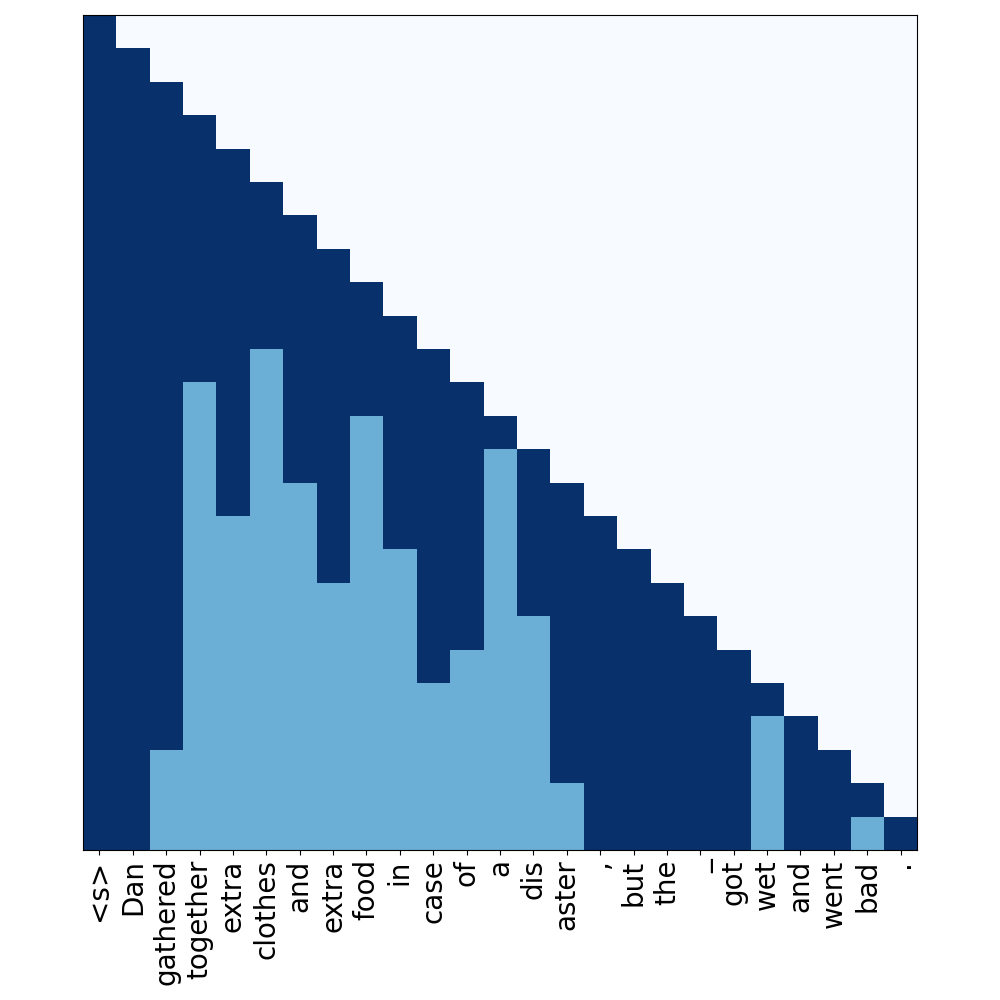 <s> Dan gathered together extra clothes and extra food in case of a dis aster , but the _ got wet and went bad .